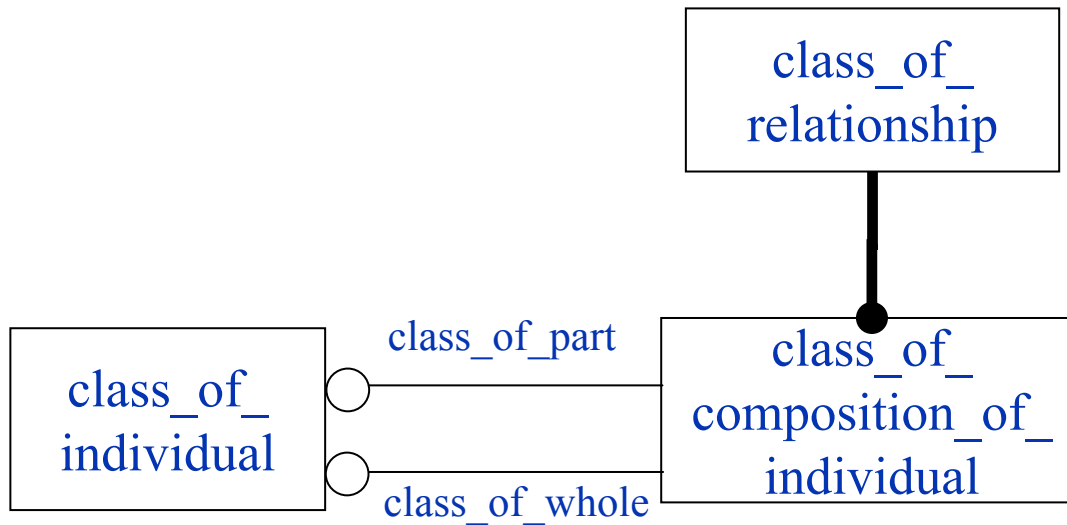 class_of_
relationship
class_of_part
class_of_
individual
class_of_whole
class_of_
composition_of_
individual